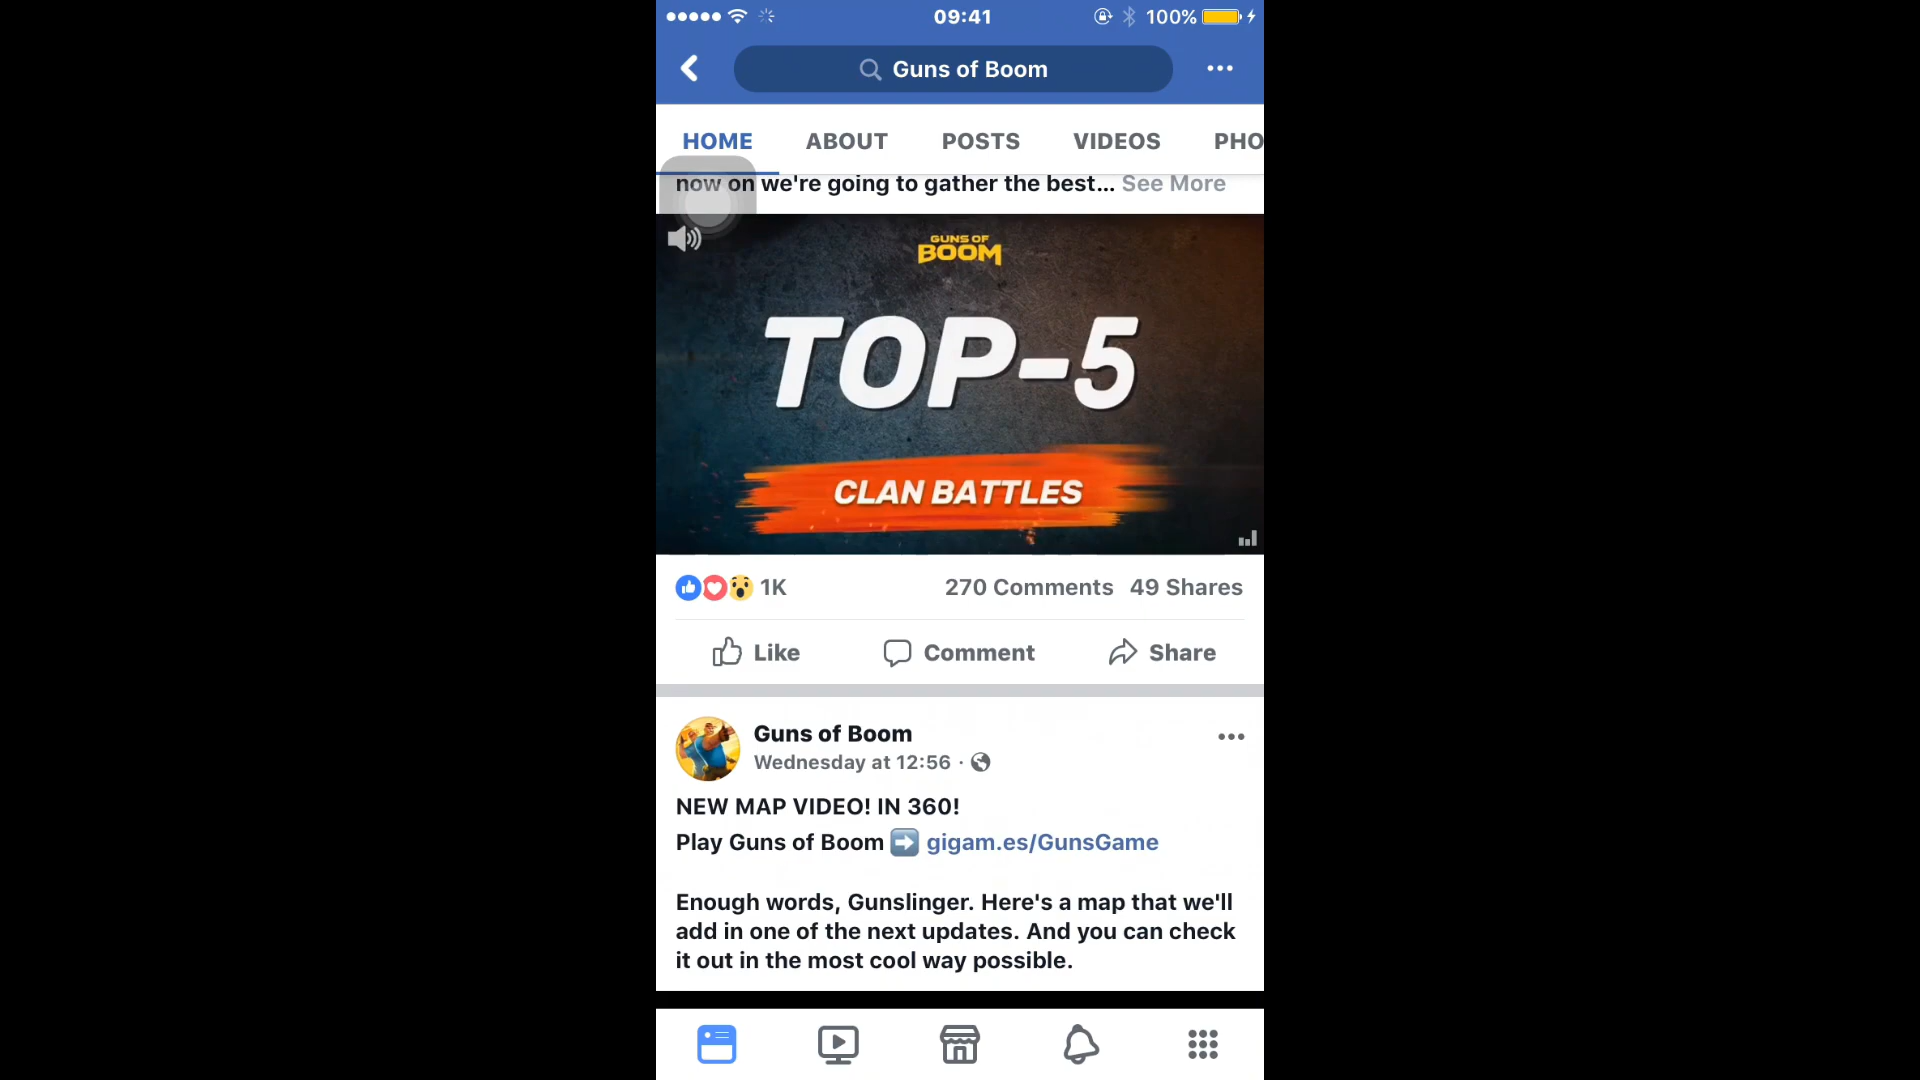 09:41
100%
Guns of Boom
HOME ABOUT POSTS VIDEOS PHO
now on we're going to gather the best... See More
GUNS OF
BOOM
TOP-5
CLAN BATTLES
1K 270 Comments 49 Shares
Like Comment Share
Guns of Boom
Wednesday at 12:56 ·
NEW MAP VIDEO! IN 360!
Play Guns of Boom ➡️ gigam.es/GunsGame
Enough words, Gunslinger. Here's a map that we'll
add in one of the next updates. And you can check
it out in the most cool way possible.